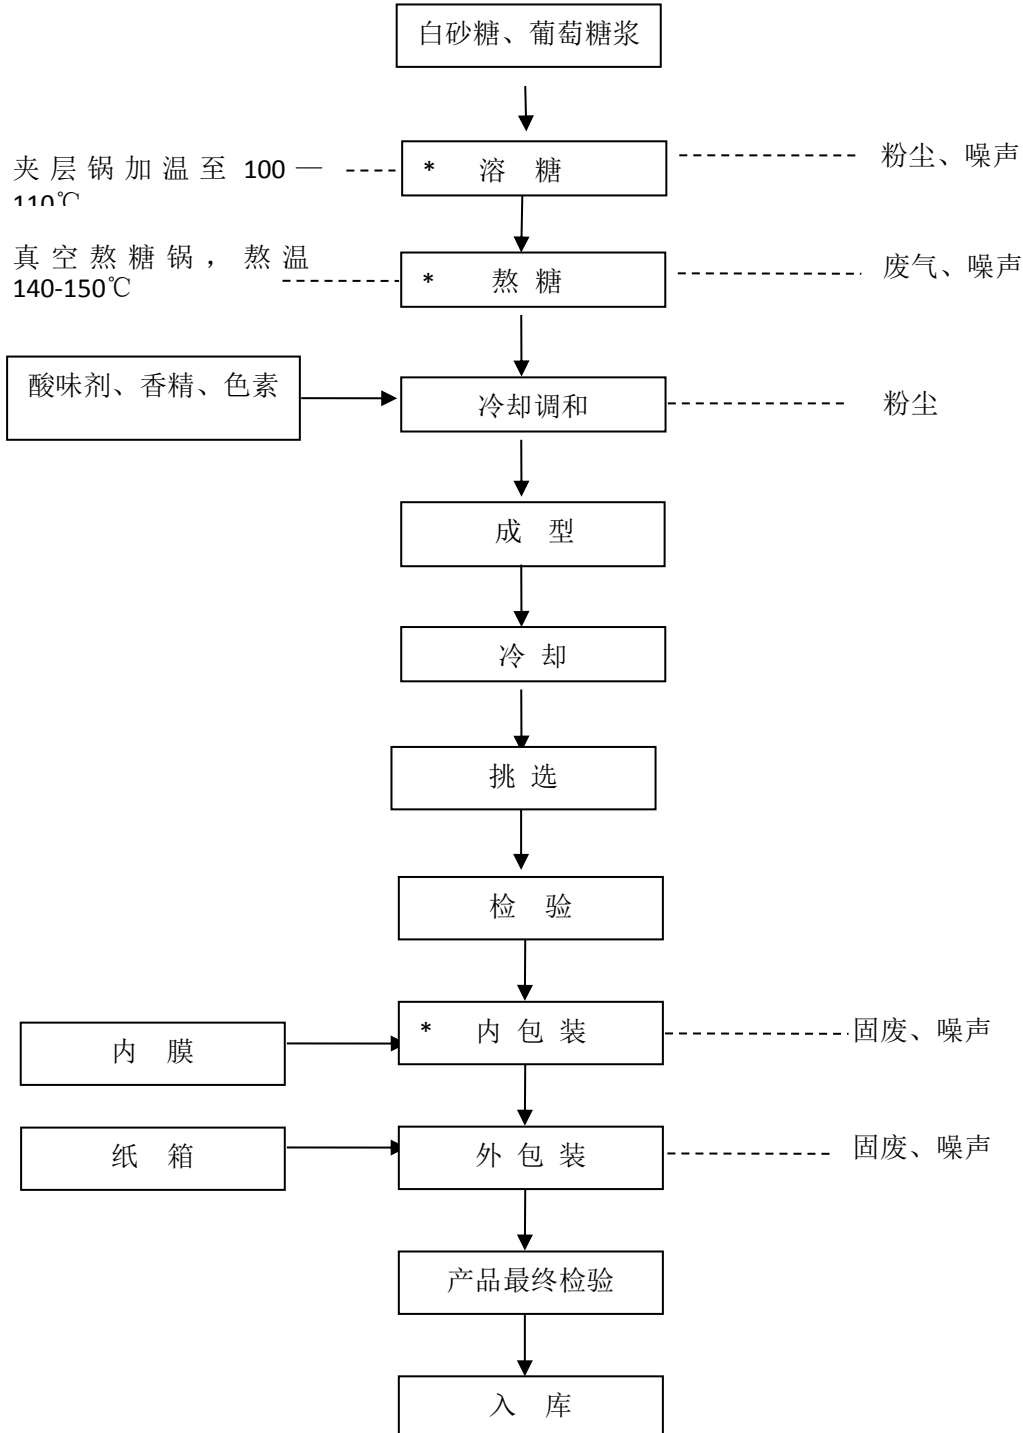 白砂糖、葡萄糖浆
夹层锅加温至 100 —
110℃
* 溶 糖
粉尘、噪声
真空熬糖锅，熬温
140-150℃
* 熬 糖
废气、噪声
酸味剂、香精、色素
冷却调和
粉尘
成 型
冷 却
挑 选
检 验
内 膜
* 内 包 装
固废、噪声
纸 箱
外 包 装
固废、噪声
产品最终检验
入 库